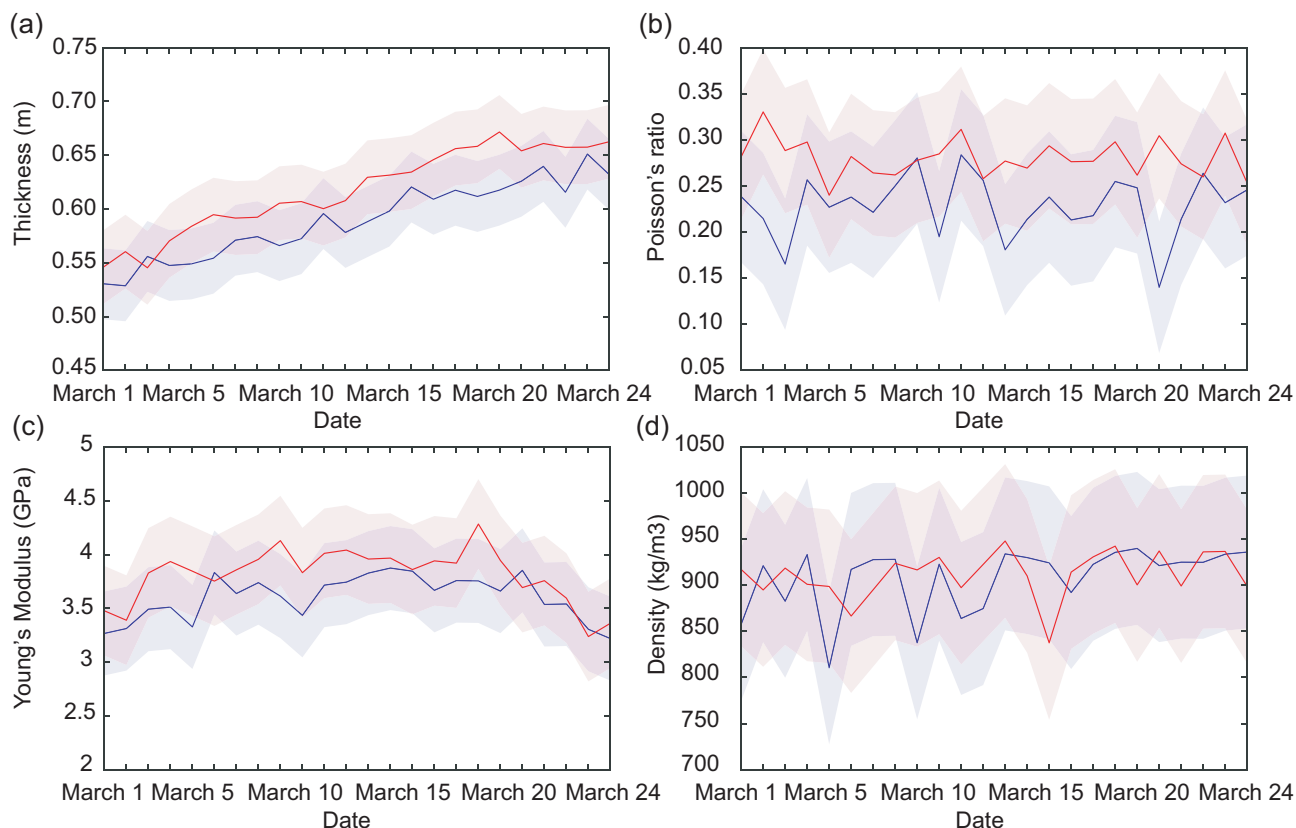 (a)
0.75
0.70
0.65
0.60
0.55
0.50
0.45
Thickness (m)
March 1 March 5 March 10 March 15 March 20 March 24
Date
(b)
0.40
0.35
0.30
0.25
0.20
0.15
0.10
0.05
Poisson's ratio
March 1 March 5 March 10 March 15 March 20 March 24
Date
(c)
5
4.5
4
3.5
3
2.5
2
Young's Modulus (GPa)
March 1 March 5 March 10 March 15 March 20 March 24
Date
(d)
1050
1000
950
900
850
800
750
700
Density (kg/m3)
March 1 March 5 March 10 March 15 March 20 March 24
Date